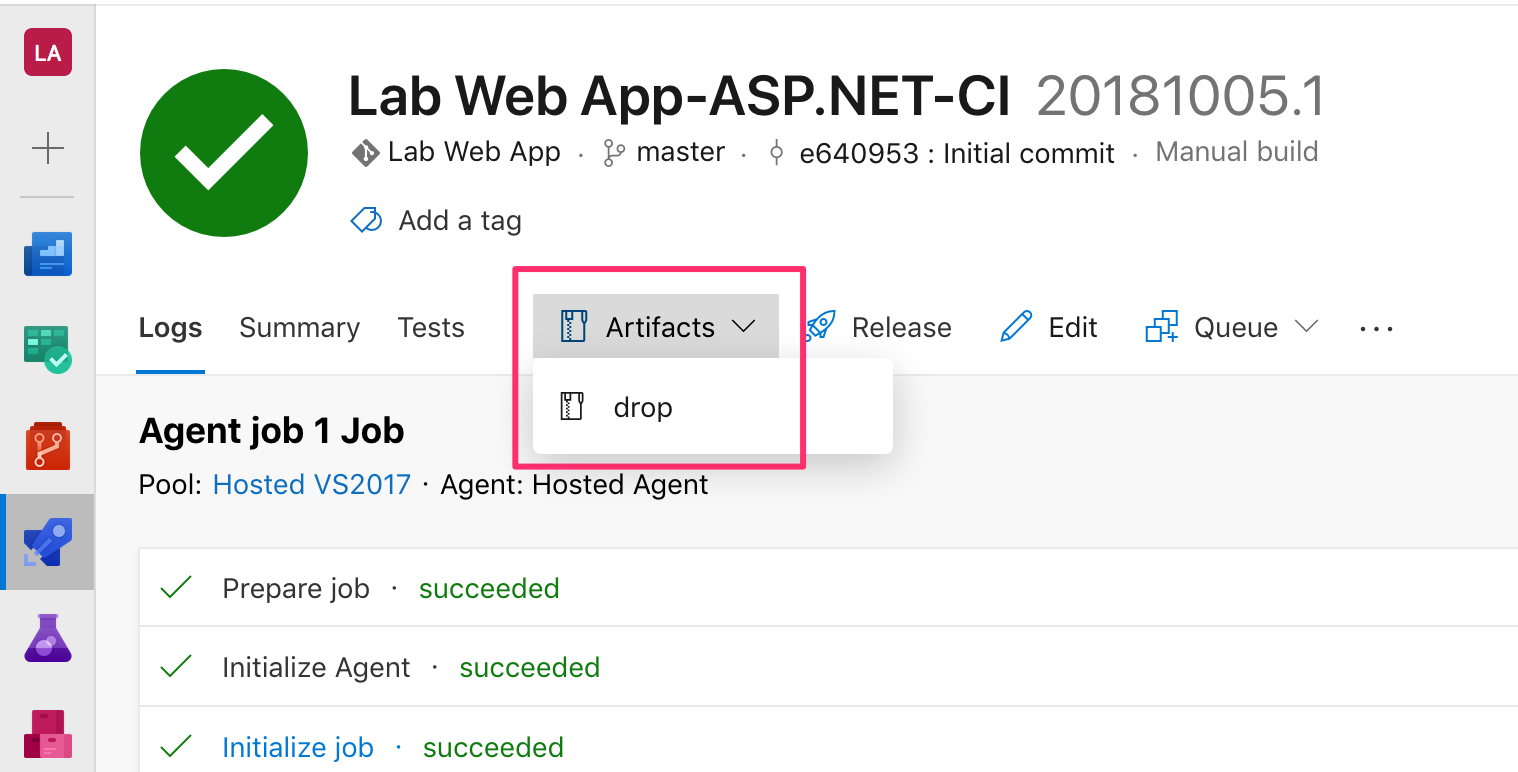 LA
Lab Web App-ASP.NET-CI 20181005.1
Lab Web App · master · e640953 : Initial commit · Manual build
Add a tag
Logs Summary Tests Artifacts Release Edit Queue ...
drop
Agent job 1 Job
Pool: Hosted VS2017 · Agent: Hosted Agent
Prepare job · succeeded
Initialize Agent · succeeded
Initialize job · succeeded